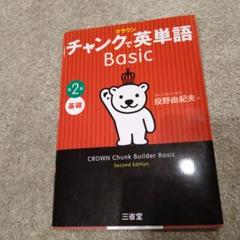 クラウン
チャンクで英単語
Basic
第2版
基礎
投野由紀夫
CROWN Chunk Builder Basic
Second Edition
三省堂